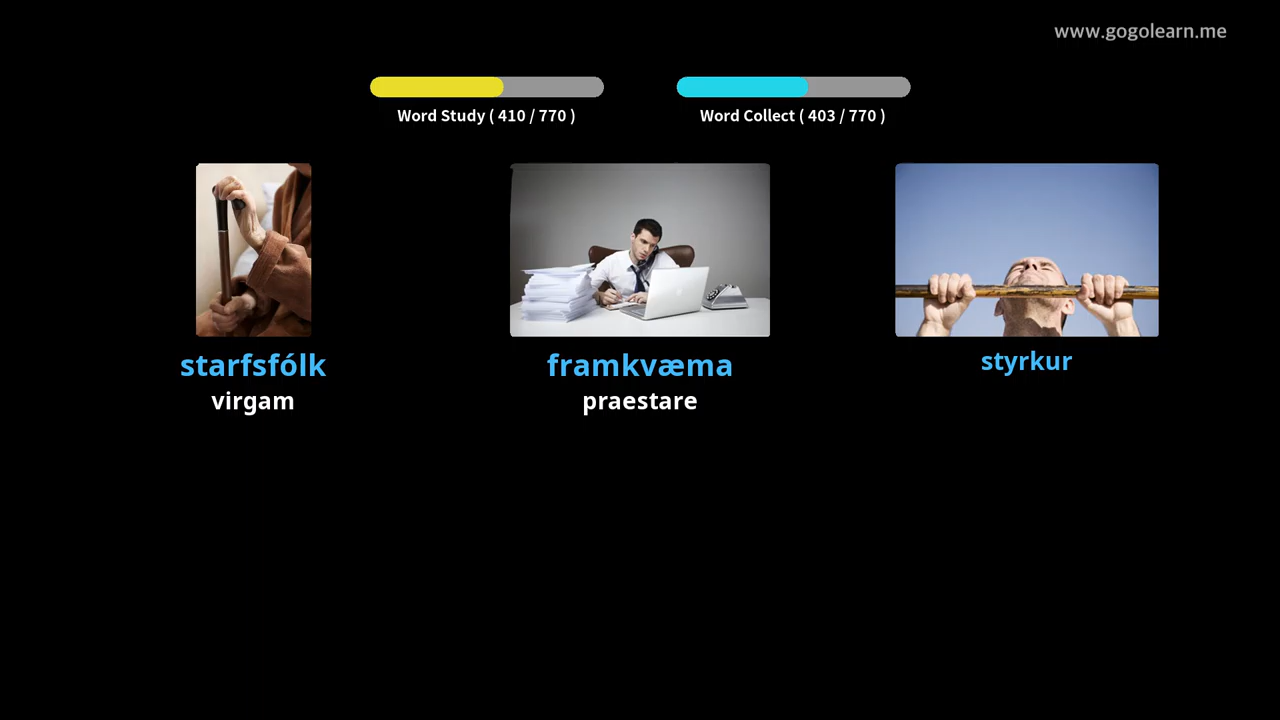 www.gogolearn.me
Word Study ( 410 / 770 )
Word Collect ( 403 / 770 )
starfsfólk
virgam
framkvæma
praestare
styrkur